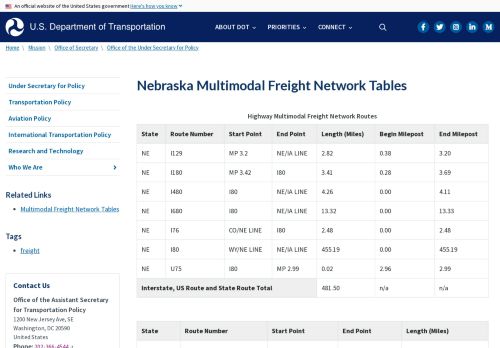 An official website of the United States government Here's how you know
U.S. Department of Transportation
ABOUT DOT
PRIORITIES
CONNECT
Home \ Mission \ Office of Secretary \ Office of the Under Secretary for Policy
Under Secretary for Policy
Transportation Policy
Aviation Policy
International Transportation Policy
Research and Technology
Who We Are
Related Links
Multimodal Freight Network Tables
Tags
freight
Contact Us
Office of the Assistant Secretary
for Transportation Policy
1200 New Jersey Ave, SE
Washington, DC 20590
United States
Phone: 202-366-4544
Nebraska Multimodal Freight Network Tables
Highway Multimodal Freight Network Routes
State Route Number Start Point End Point Length (Miles) Begin Milepost End Milepost
NE I129 MP 3.2 NE/IA LINE 2.82 0.38 3.20
NE I180 MP 3.42 I80 3.41 0.28 3.69
NE I480 I80 NE/IA LINE 4.26 0.00 4.11
NE I680 I80 NE/IA LINE 13.32 0.00 13.33
NE I76 CO/NE LINE I80 2.48 0.00 2.48
NE I80 WY/NE LINE NE/IA LINE 455.19 0.00 455.19
NE U75 I80 MP 2.99 0.02 2.96 2.99
Interstate, US Route and State Route Total 481.50 n/a n/a
State Route Number Start Point End Point Length (Miles)